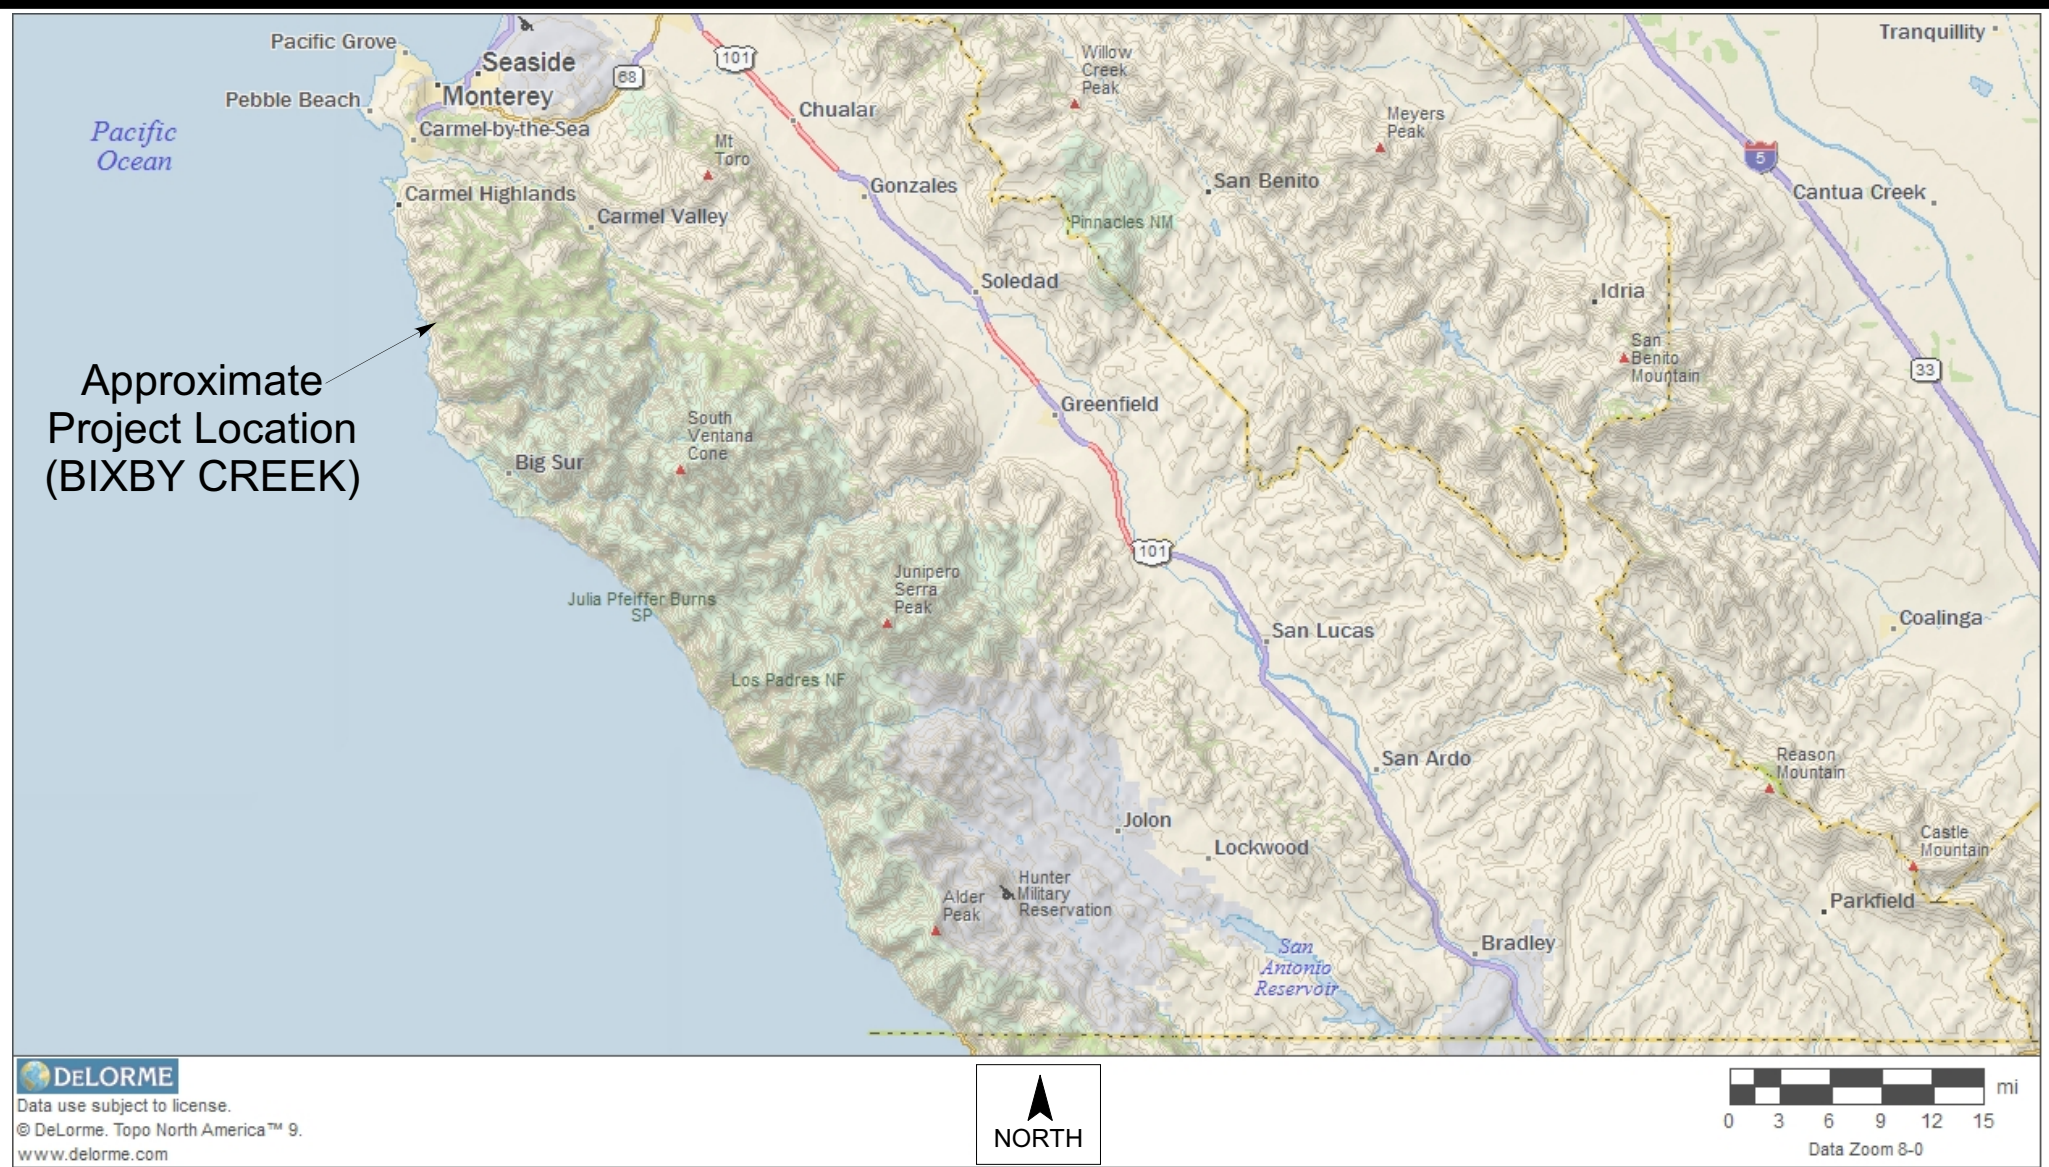 Pacific Grove
Seaside
Monterey
Pebble Beach
Carmel-by-the-Sea
Pacific
Ocean
68
101
Chualar
Mt
Toro
Gonzales
Carmel Highlands
Carmel Valley
Willow
Creek
Peak
Meyers
Peak
San Benito
Pinnacles NM
Tranquillity
5
Cantua Creek
Soledad
Idria
San
Benito
Mountain
33
Approximate
Project Location
(BIXBY CREEK)
Greenfield
South
Ventana
Cone
Big Sur
101
Junipero
Serra
Peak
Julia Pfeiffer Burns
SP
San Lucas
Coalinga
Los Padres NF
San Ardo
Reason
Mountain
Jolon
Lockwood
Castle
Mountain
Hunter
Military
Reservation
Alder
Peak
Parkfield
San
Antonio
Reservoir
Bradley
DELORME
Data use subject to license.
© DeLorme. Topo North America™ 9.
www.delorme.com
NORTH
mi
0 3 6 9 12 15
Data Zoom 8-0